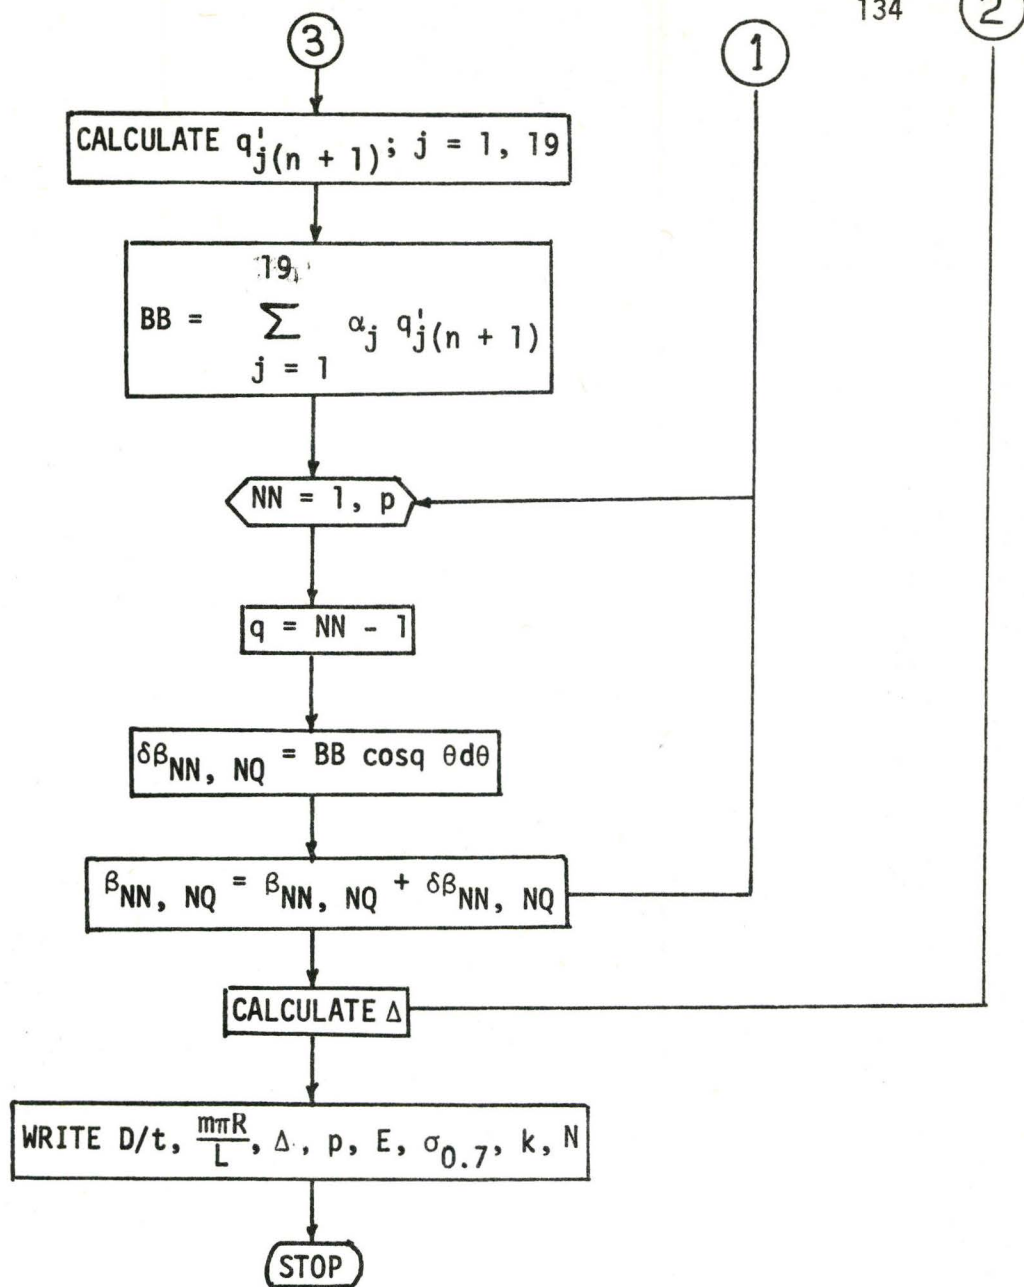 134
3
1
2
CALCULATE q'j(n + 1); j = 1, 19
19
BB = Σ αj q'j(n + 1)
j = 1
NN = 1, p
q = NN - 1
δβNN, NQ = BB cosq θdθ
βNN, NQ = βNN, NQ + δβNN, NQ
CALCULATE Δ
WRITE D/t, mπR/L, Δ, p, E, σ0.7, k, N
STOP